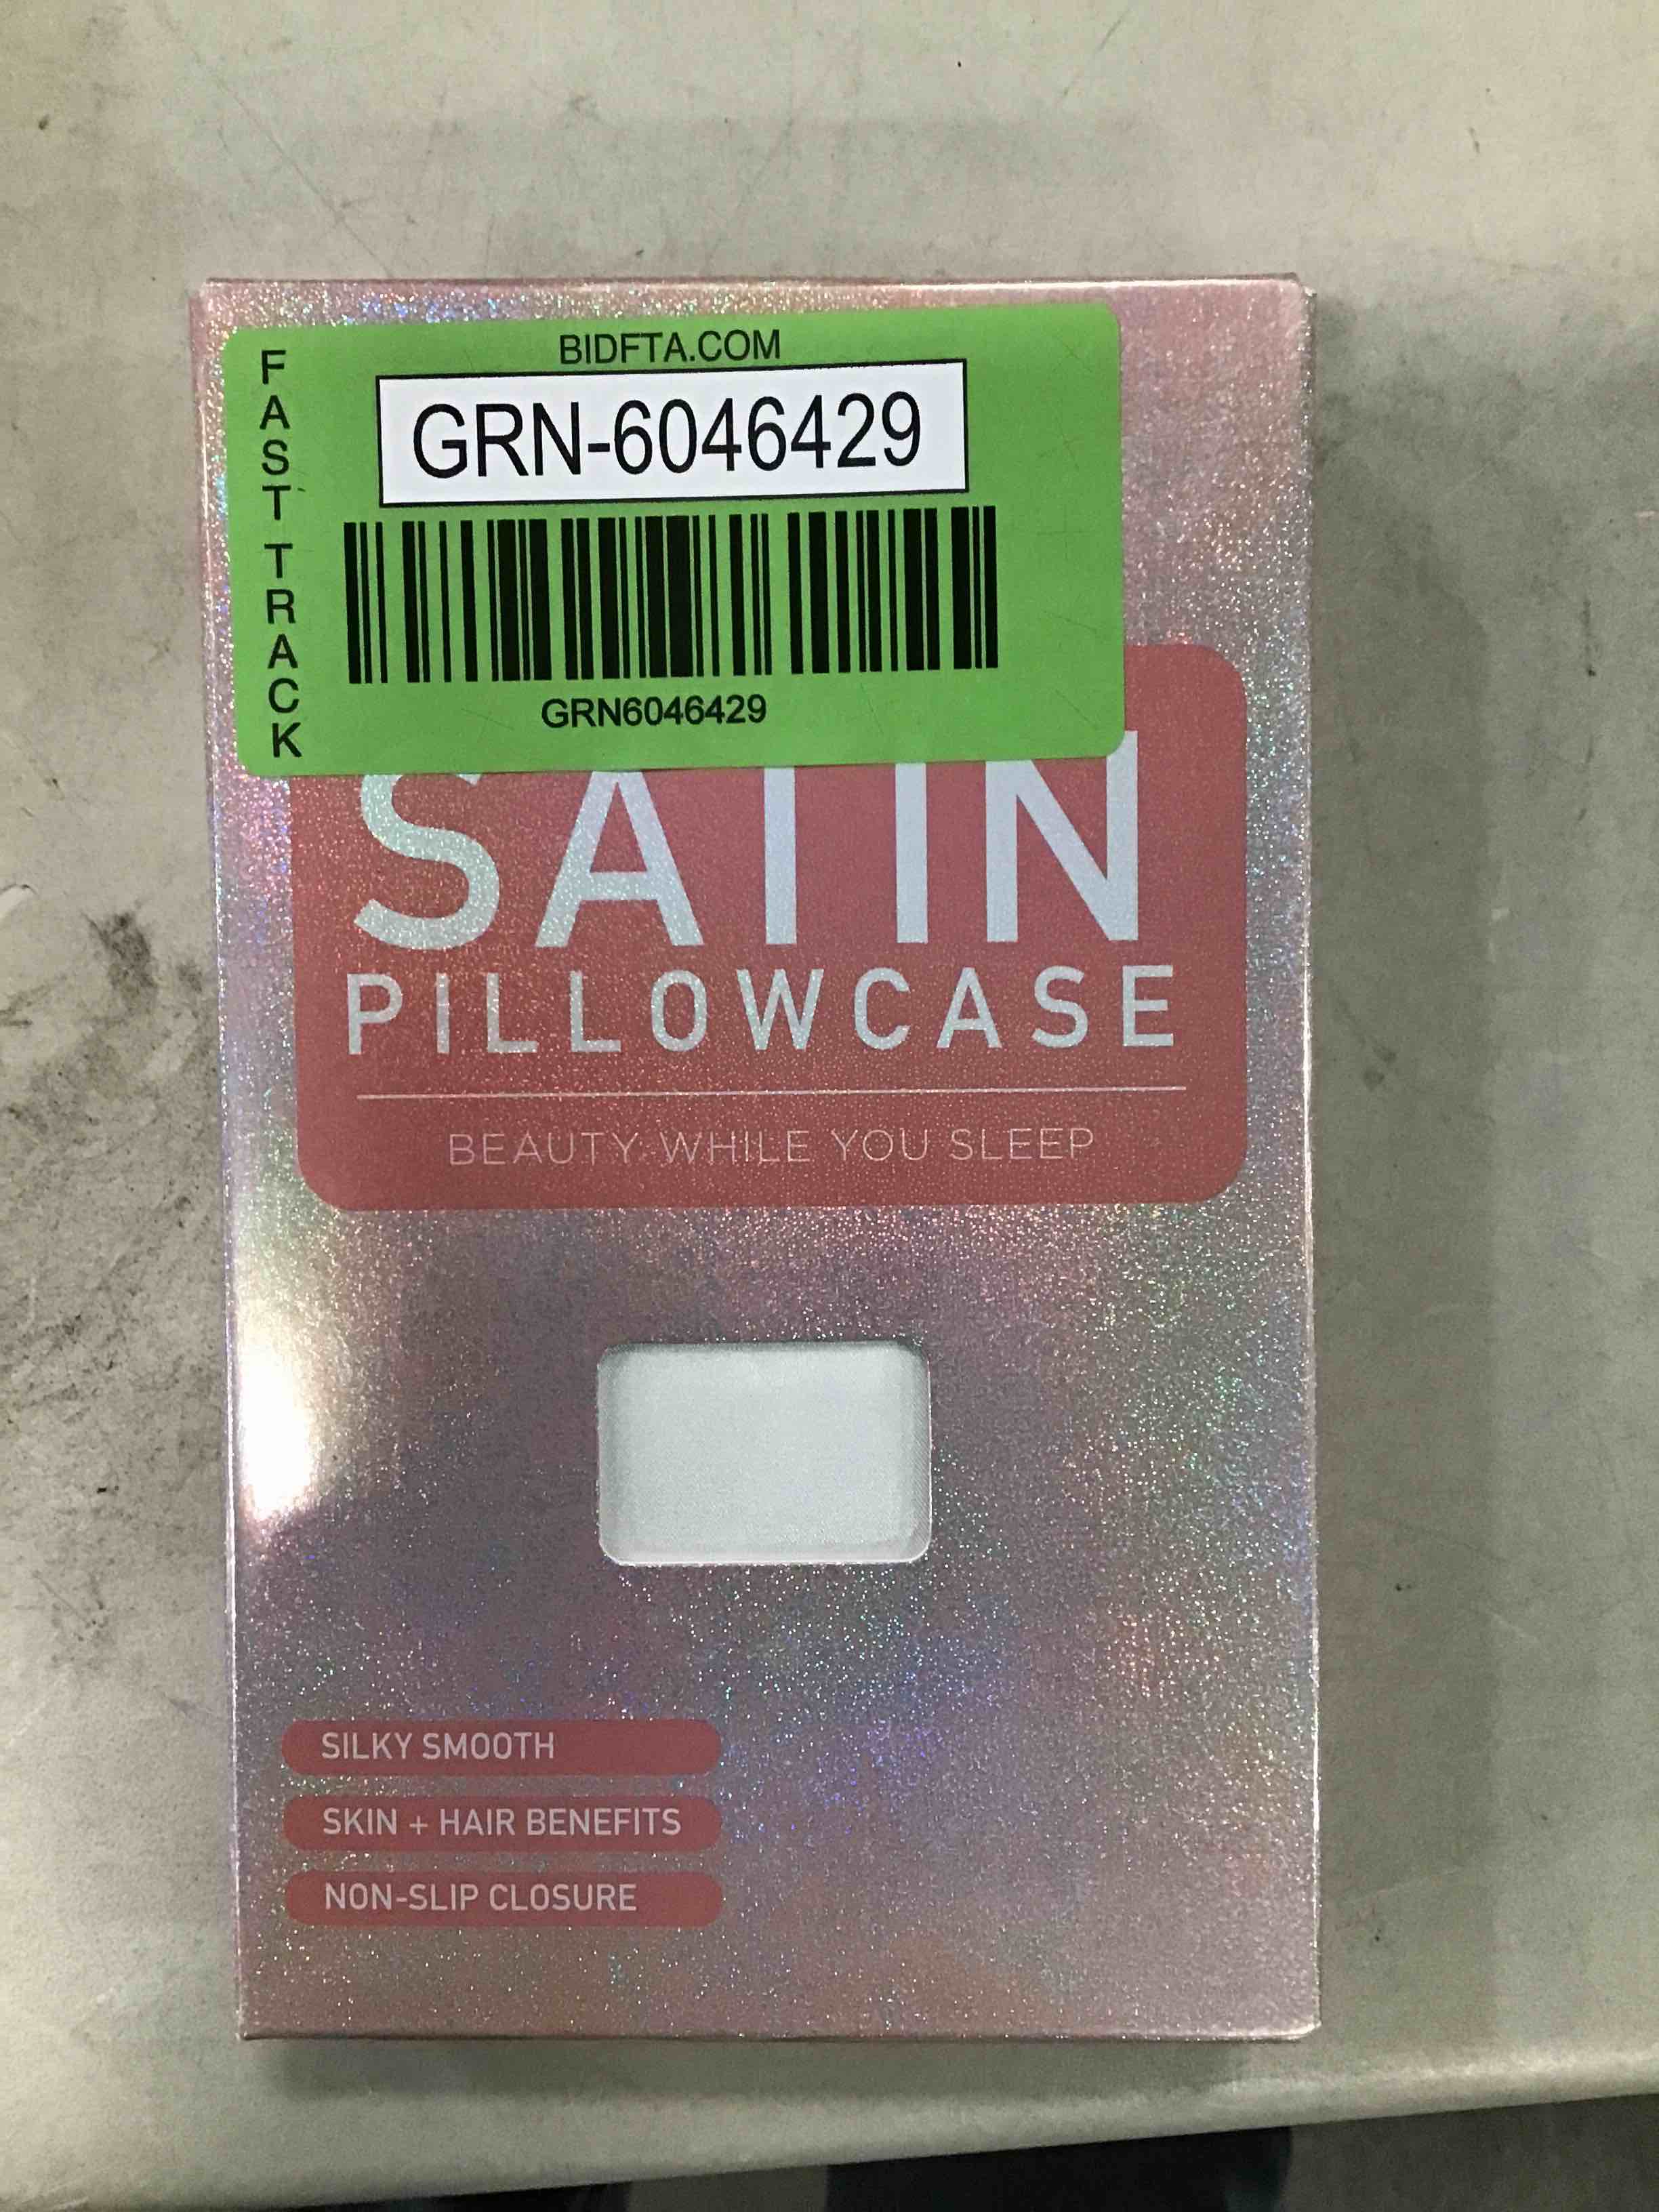 BIDFTA.COM
FAST TRACK
GRN-6046429
GRN6046429
SATIN
PILLOWCASE
BEAUTY WHILE YOU SLEEP
SILKY SMOOTH
SKIN + HAIR BENEFITS
NON-SLIP CLOSURE